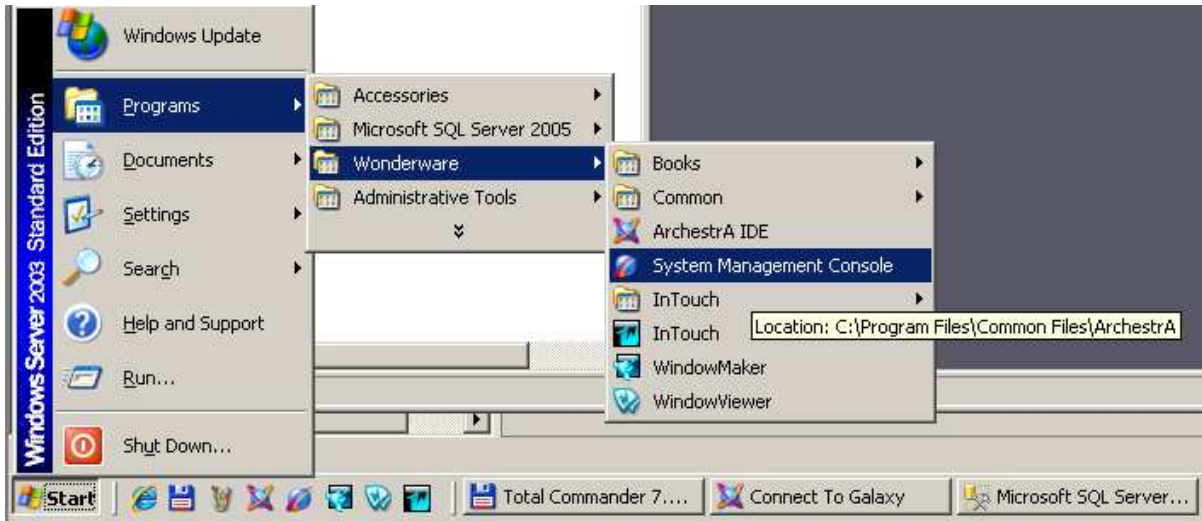 Windows Server 2003 Standard Edition
Windows Update
Programs
Documents
Settings
Search
Help and Support
Run...
Shut Down...
Accessories
Microsoft SQL Server 2005
Wonderware
Administrative Tools
Books
Common
ArchestrA IDE
System Management Console
InTouch
InTouch
Location: C:\Program Files\Common Files\ArchestrA
WindowMaker
WindowViewer
Start
Total Commander 7....
Connect To Galaxy
Microsoft SQL Server...